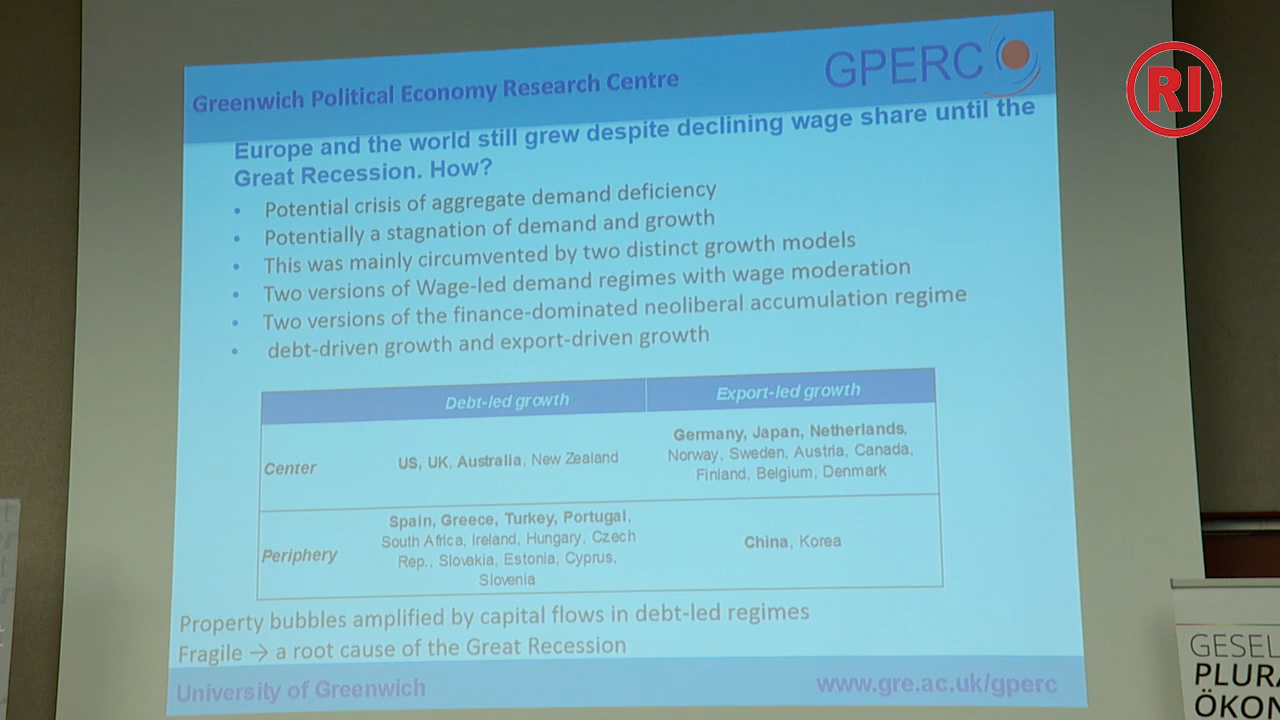 Greenwich Political Economy Research Centre
GPERC
RI
Europe and the world still grew despite declining wage share until the
Great Recession. How?
• Potential crisis of aggregate demand deficiency
• Potentially a stagnation of demand and growth
• This was mainly circumvented by two distinct growth models
• Two versions of Wage-led demand regimes with wage moderation
• Two versions of the finance-dominated neoliberal accumulation regime
• debt-driven growth and export-driven growth
Debt-led growth
Export-led growth
Center
US, UK, Australia, New Zealand
Germany, Japan, Netherlands,
Norway, Sweden, Austria, Canada,
Finland, Belgium, Denmark
Periphery
Spain, Greece, Turkey, Portugal,
South Africa, Ireland, Hungary, Czech
Rep., Slovakia, Estonia, Cyprus,
Slovenia
China, Korea
Property bubbles amplified by capital flows in debt-led regimes
Fragile → a root cause of the Great Recession
University of Greenwich
www.gre.ac.uk/gperc
GESEL
PLURA
ÖKON